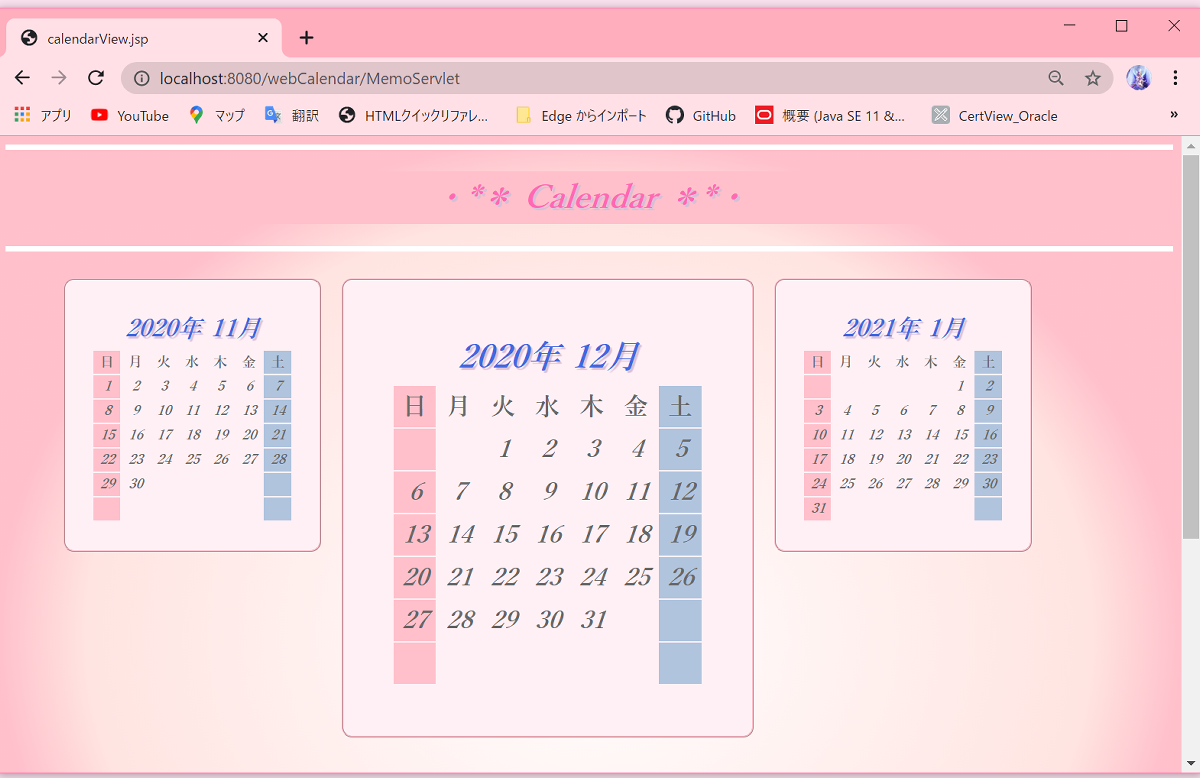 calendarView.jsp
localhost:8080/webCalendar/MemoServlet
アプリ YouTube マップ 翻訳 HTMLクイックリファレ... Edge からインポート GitHub 概要 (Java SE 11 &... CertView_Oracle »
・** Calendar **・
2020年 11月
日 月 火 水 木 金 土
1 2 3 4 5 6 7
8 9 10 11 12 13 14
15 16 17 18 19 20 21
22 23 24 25 26 27 28
29 30
2020年 12月
日 月 火 水 木 金 土
1 2 3 4 5
6 7 8 9 10 11 12
13 14 15 16 17 18 19
20 21 22 23 24 25 26
27 28 29 30 31
2021年 1月
日 月 火 水 木 金 土
1 2
3 4 5 6 7 8 9
10 11 12 13 14 15 16
17 18 19 20 21 22 23
24 25 26 27 28 29 30
31